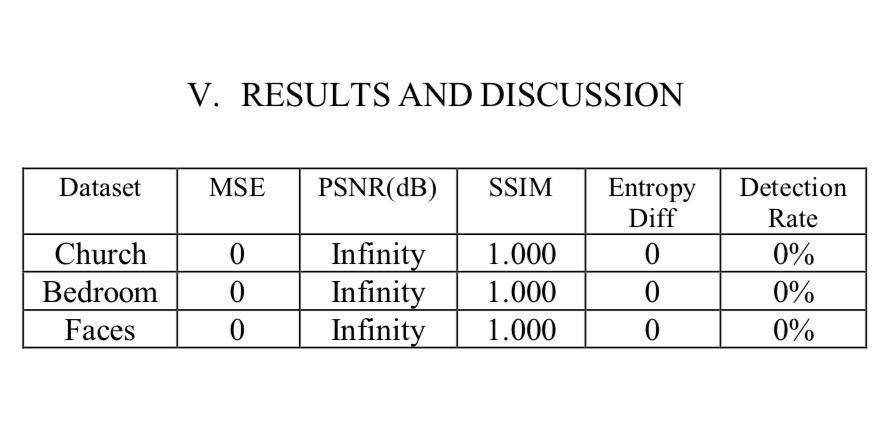 V. RESULTS AND DISCUSSION
Dataset MSE PSNR(dB) SSIM Entropy Diff Detection Rate
Church 0 Infinity 1.000 0 0%
Bedroom 0 Infinity 1.000 0 0%
Faces 0 Infinity 1.000 0 0%